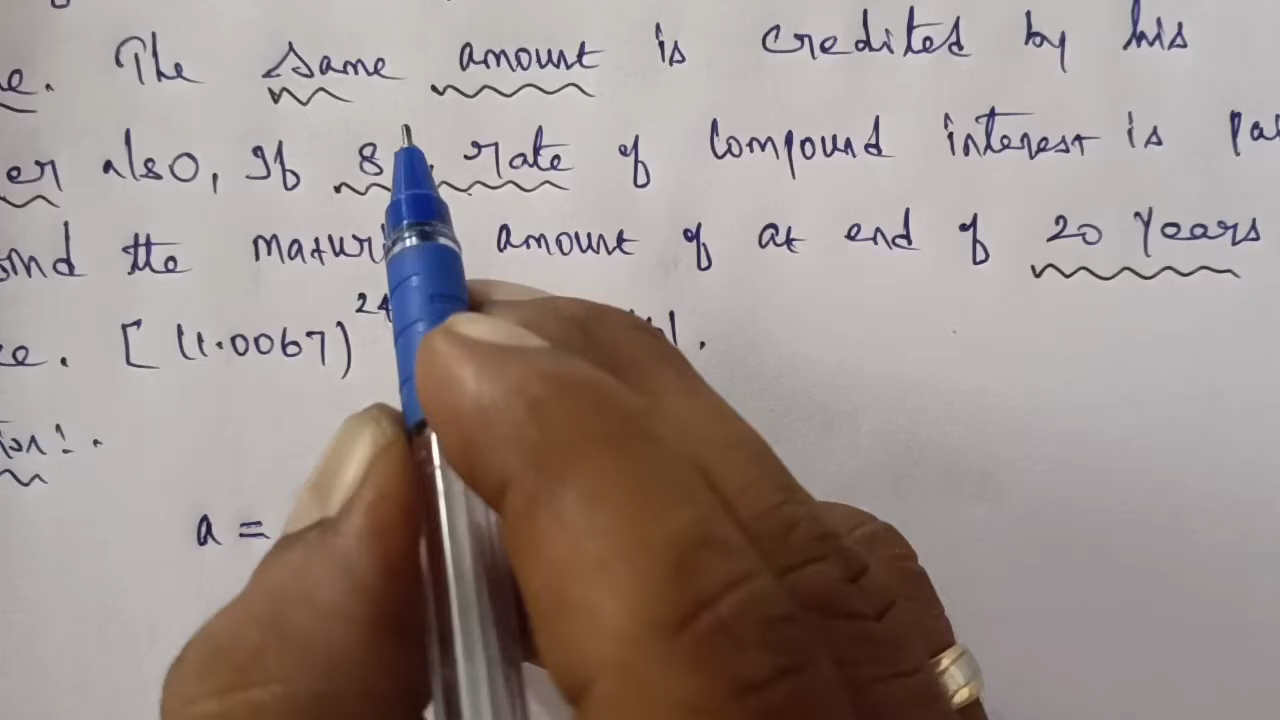 e. The same amount is credited by his
er also, If 8 rate of compound interest is pa
ond the matur amount of at end of 20 Years
ce. [(1.0067)^24
ion:.
a =